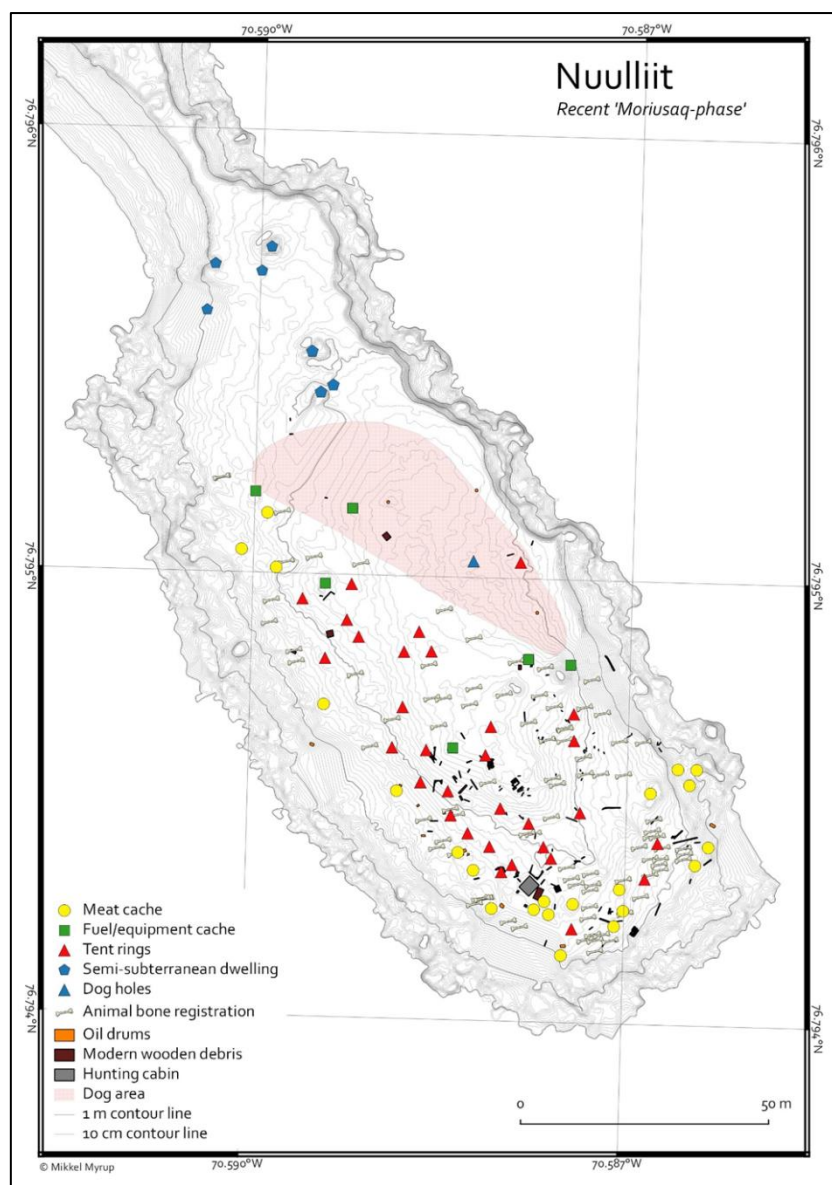 70.590°W 70.587°W
Nuulliit
Recent 'Moriusaq-phase'
76.796°N 76.796°N
76.795°N 76.795°N
76.794°N 76.794°N
Meat cache
Fuel/equipment cache
Tent rings
Semi-subterranean dwelling
Dog holes
Animal bone registration
Oil drums
Modern wooden debris
Hunting cabin
Dog area
1 m contour line
10 cm contour line
0 50 m
© Mikkel Myrup
70.590°W 70.587°W